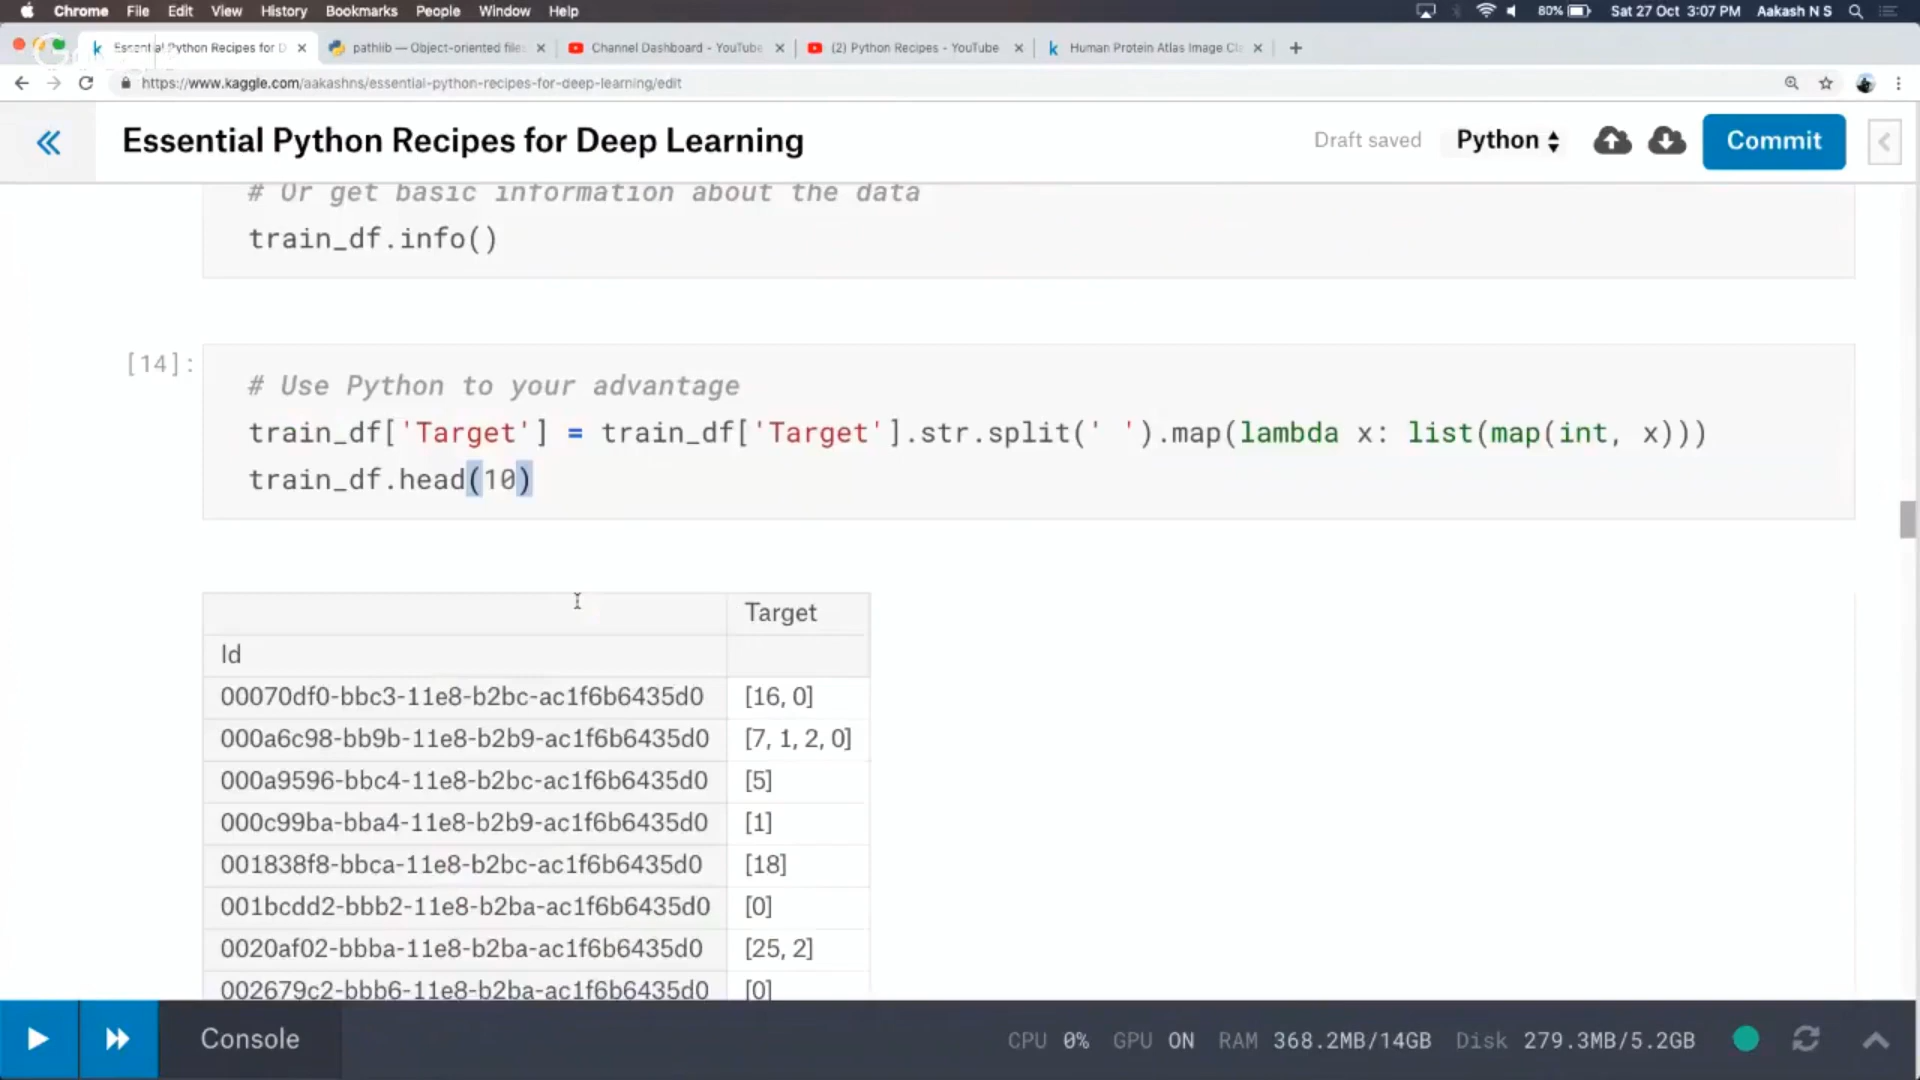 Chrome File Edit View History Bookmarks People Window Help 80% Sat 27 Oct 3:07 PM Aakash N S
Essential Python Recipes for D pathlib — Object-oriented file Channel Dashboard - YouTube (2) Python Recipes - YouTube Human Protein Atlas Image Cl
https://www.kaggle.com/aakashns/essential-python-recipes-for-deep-learning/edit
Essential Python Recipes for Deep Learning Draft saved Python Commit
# Or get basic information about the data
train_df.info()
[14]:
# Use Python to your advantage
train_df['Target'] = train_df['Target'].str.split(' ').map(lambda x: list(map(int, x)))
train_df.head(10)
Target
Id
00070df0-bbc3-11e8-b2bc-ac1f6b6435d0 [16, 0]
000a6c98-bb9b-11e8-b2b9-ac1f6b6435d0 [7, 1, 2, 0]
000a9596-bbc4-11e8-b2bc-ac1f6b6435d0 [5]
000c99ba-bba4-11e8-b2b9-ac1f6b6435d0 [1]
001838f8-bbca-11e8-b2bc-ac1f6b6435d0 [18]
001bcdd2-bbb2-11e8-b2ba-ac1f6b6435d0 [0]
0020af02-bbba-11e8-b2ba-ac1f6b6435d0 [25, 2]
002679c2-bbb6-11e8-b2ba-ac1f6b6435d0 [0]
Console CPU 0% GPU ON RAM 368.2MB/14GB Disk 279.3MB/5.2GB